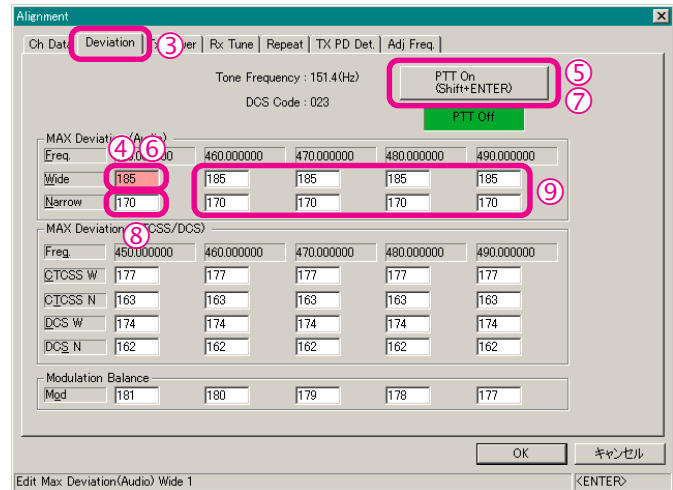 Alignment
Ch Data Deviation ③ er Rx Tune Repeat TX PD Det. Adj Freq.
Tone Frequency : 151.4(Hz)
DCS Code : 023
PTT On
(Shift+ENTER)
⑤
⑦
PTT Off
MAX Deviation (Audio)
④ ⑥
Freq. 460.000000 470.000000 480.000000 490.000000
Wide 185 185 185 185 185
Narrow 170 170 170 170 170
⑨
⑧
MAX Deviation CSS/DCS)
Freq. 450.000000 460.000000 470.000000 480.000000 490.000000
CTCSS W 177 177 177 177 177
CTCSS N 163 163 163 163 163
DCS W 174 174 174 174 174
DCS N 162 162 162 162 162
Modulation Balance
Mod 181 180 179 178 177
OK キャンセル
Edit Max Deviation(Audio) Wide 1 <ENTER>